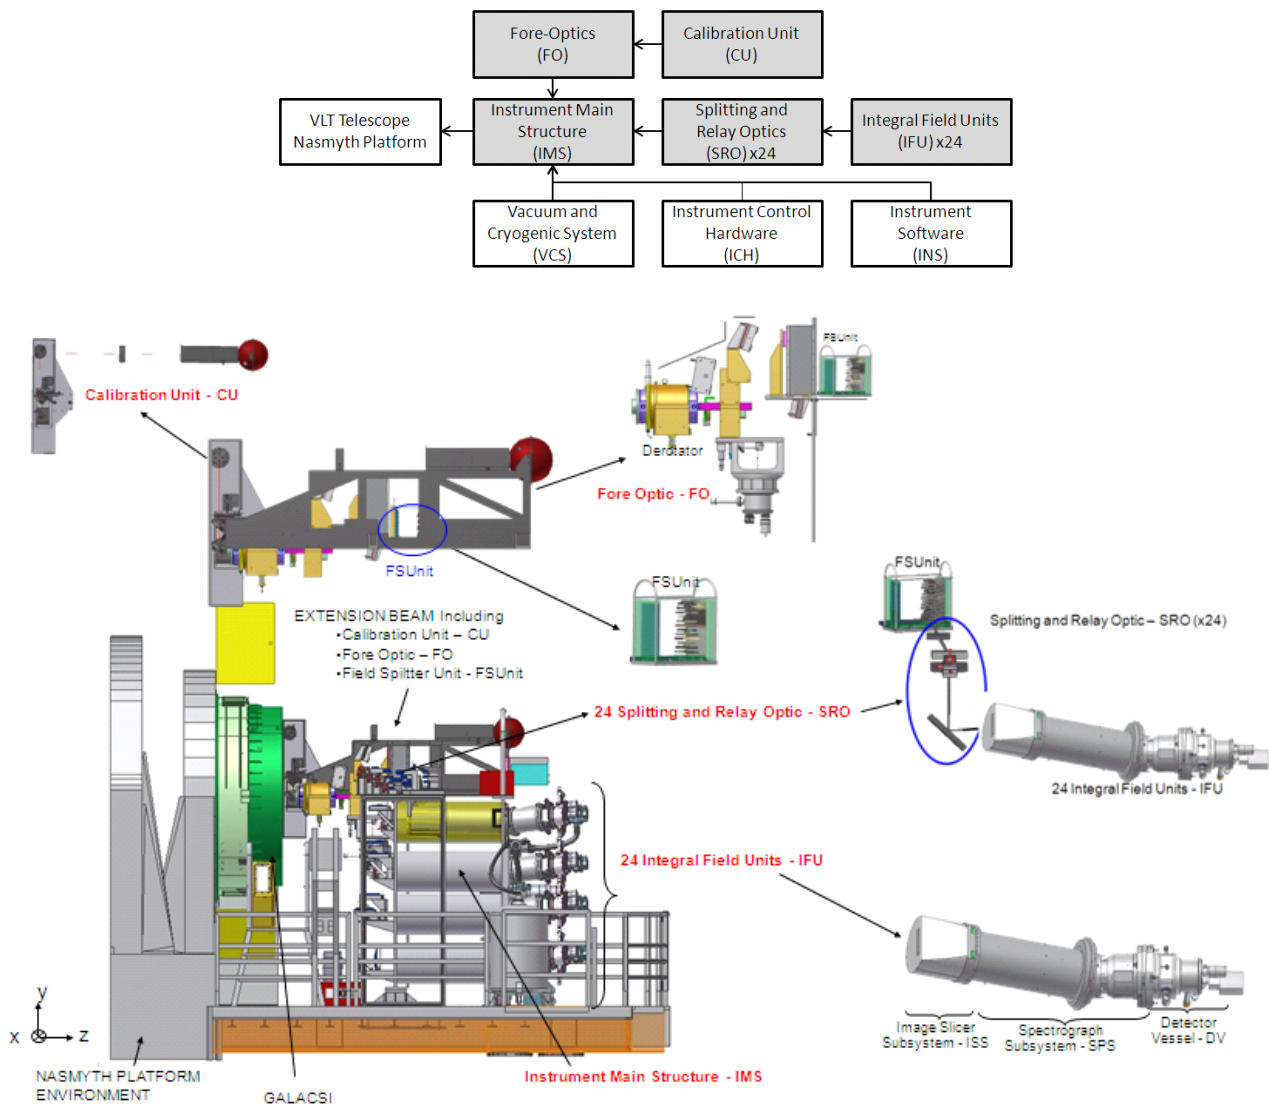 Fore-Optics
(FO)
Calibration Unit
(CU)
VLT Telescope
Nasmyth Platform
Instrument Main
Structure
(IMS)
Splitting and
Relay Optics
(SRO) x24
Integral Field Units
(IFU) x24
Vacuum and
Cryogenic System
(VCS)
Instrument Control
Hardware
(ICH)
Instrument
Software
(INS)
Calibration Unit - CU
FSUnit
Derotator
Fore Optic - FO
FSUnit
FSUnit
FSUnit
EXTENSION BEAM Including
•Calibration Unit – CU
•Fore Optic – FO
•Field Spiltter Unit - FSUnit
Splitting and Relay Optic – SRO (x24)
24 Splitting and Relay Optic - SRO
24 Integral Field Units - IFU
24 Integral Field Units - IFU
y
x
z
Image Slicer
Subsystem - ISS
Spectrograph
Subsystem - SPS
Detector
Vessel - DV
NASMYTH PLATFORM
ENVIRONMENT
GALACSI
Instrument Main Structure - IMS